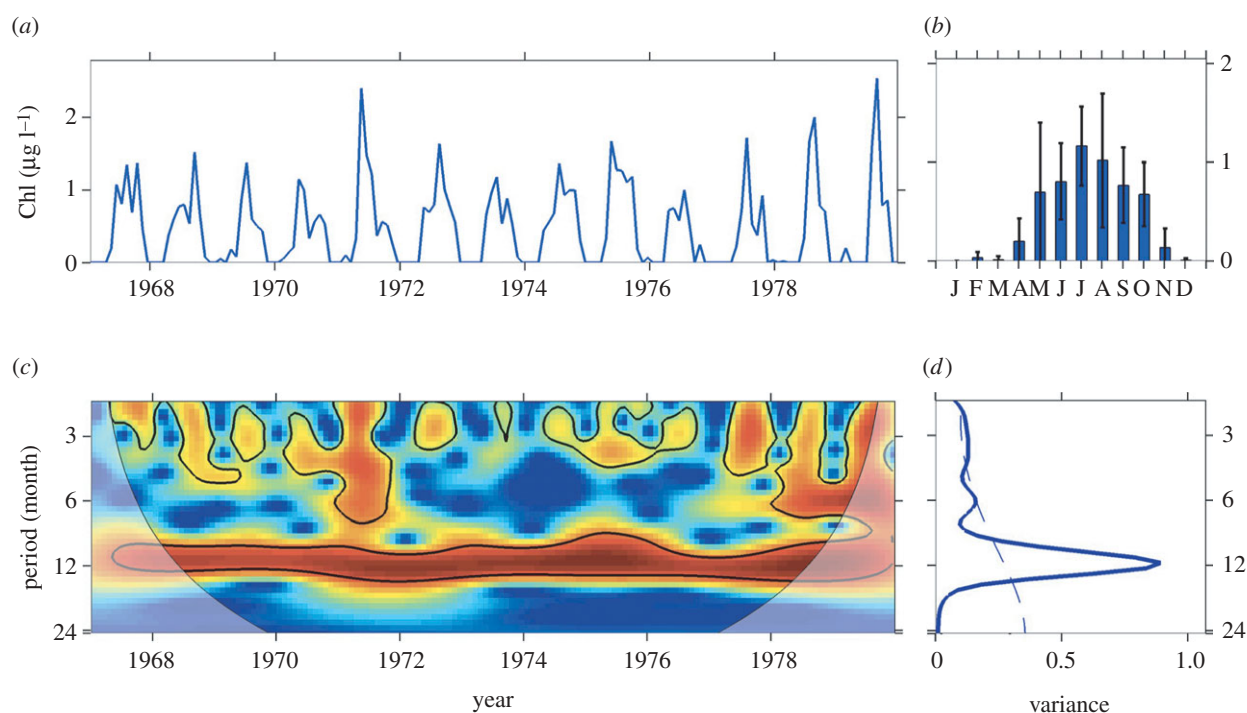 (a)
Chl (µg l⁻¹)
2
1
0
1968 1970 1972 1974 1976 1978
(b)
2
1
0
J F M A M J J A S O N D
(c)
period (month)
3
6
12
24
1968 1970 1972 1974 1976 1978
year
(d)
3
6
12
24
0 0.5 1.0
variance